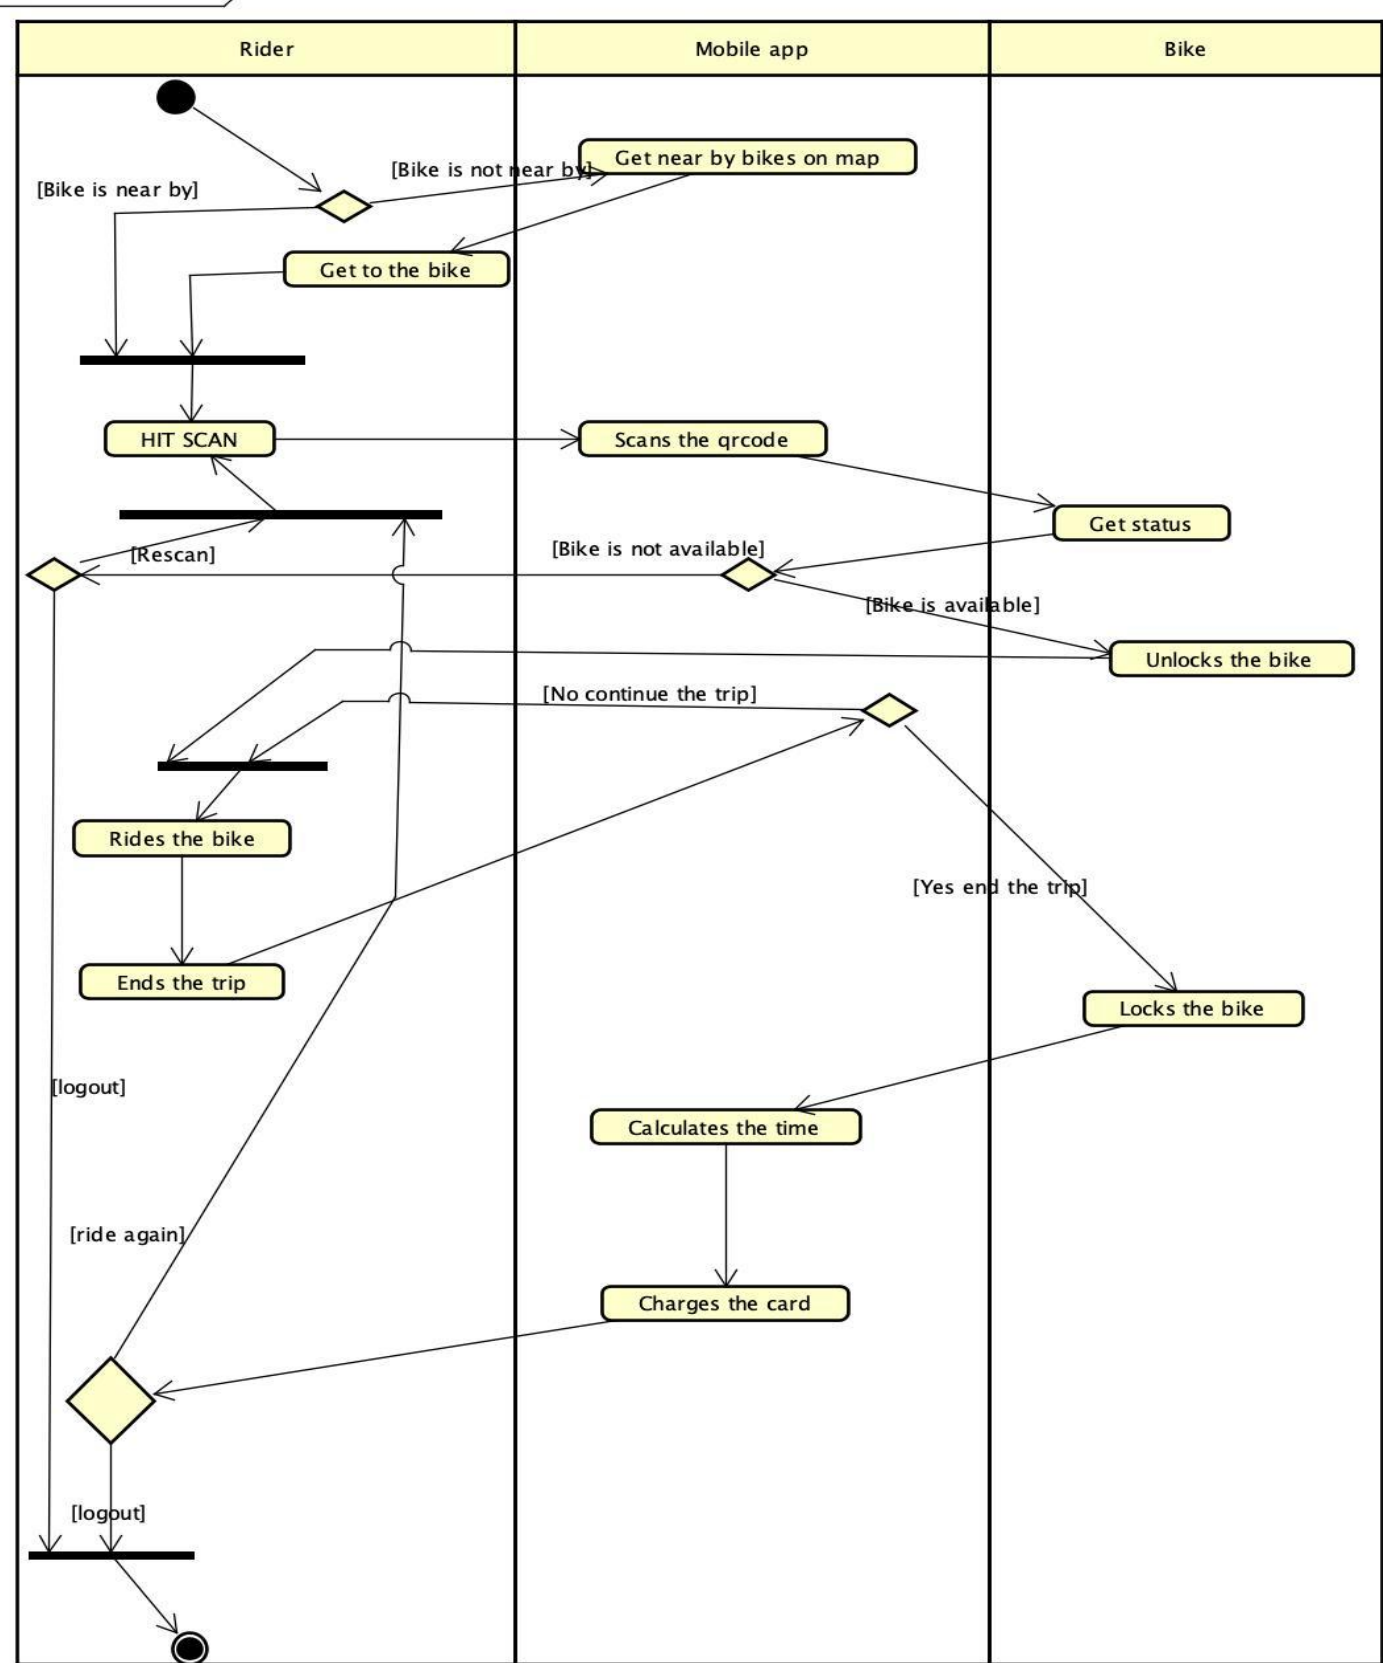 Rider
Mobile app
Bike
Get near by bikes on map
[Bike is not near by]
[Bike is near by]
Get to the bike
HIT SCAN
Scans the qrcode
Get status
[Rescan]
[Bike is not available]
[Bike is available]
Unlocks the bike
[No continue the trip]
Rides the bike
[Yes end the trip]
Ends the trip
Locks the bike
[logout]
Calculates the time
[ride again]
Charges the card
[logout]